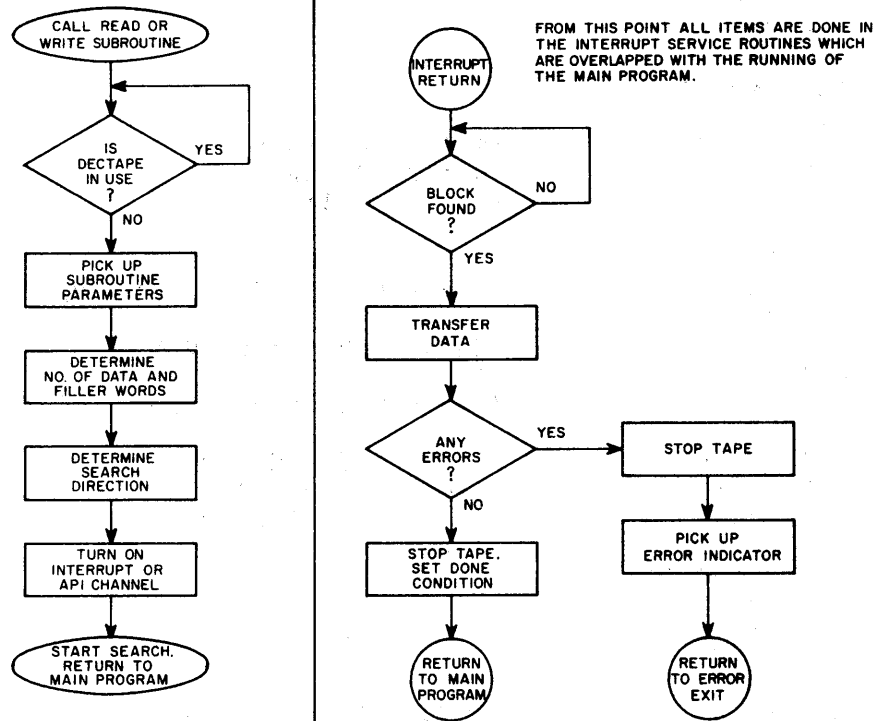 CALL READ OR
WRITE SUBROUTINE
IS
DECTAPE
IN USE
?
YES
NO
PICK UP
SUBROUTINE
PARAMETERS
DETERMINE
NO. OF DATA AND
FILLER WORDS
DETERMINE
SEARCH
DIRECTION
TURN ON
INTERRUPT OR
API CHANNEL
START SEARCH,
RETURN TO
MAIN PROGRAM
FROM THIS POINT ALL ITEMS ARE DONE IN
THE INTERRUPT SERVICE ROUTINES WHICH
ARE OVERLAPPED WITH THE RUNNING OF
THE MAIN PROGRAM.
INTERRUPT
RETURN
BLOCK
FOUND
?
NO
YES
TRANSFER
DATA
ANY
ERRORS
?
YES
NO
STOP TAPE,
SET DONE
CONDITION
RETURN
TO MAIN
PROGRAM
STOP TAPE
PICK UP
ERROR INDICATOR
RETURN
TO ERROR
EXIT